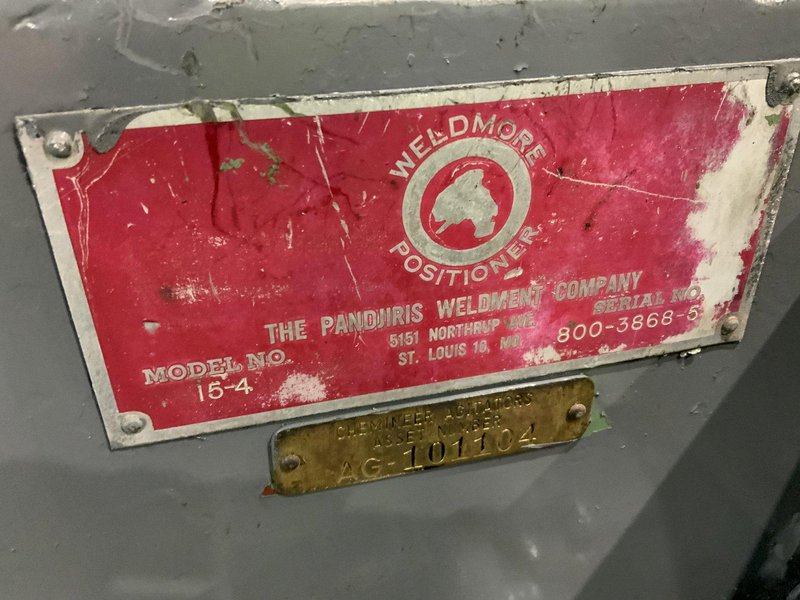 WELDMORE
POSITIONER
THE PANDJIRIS WELDMENT COMPANY
5151 NORTHRUP AVE.
ST. LOUIS 10, MO.
MODEL NO.
15-4
SERIAL NO.
800-3868-5
CHEMINEER AGITATORS
ASSET NUMBER
AG-101104